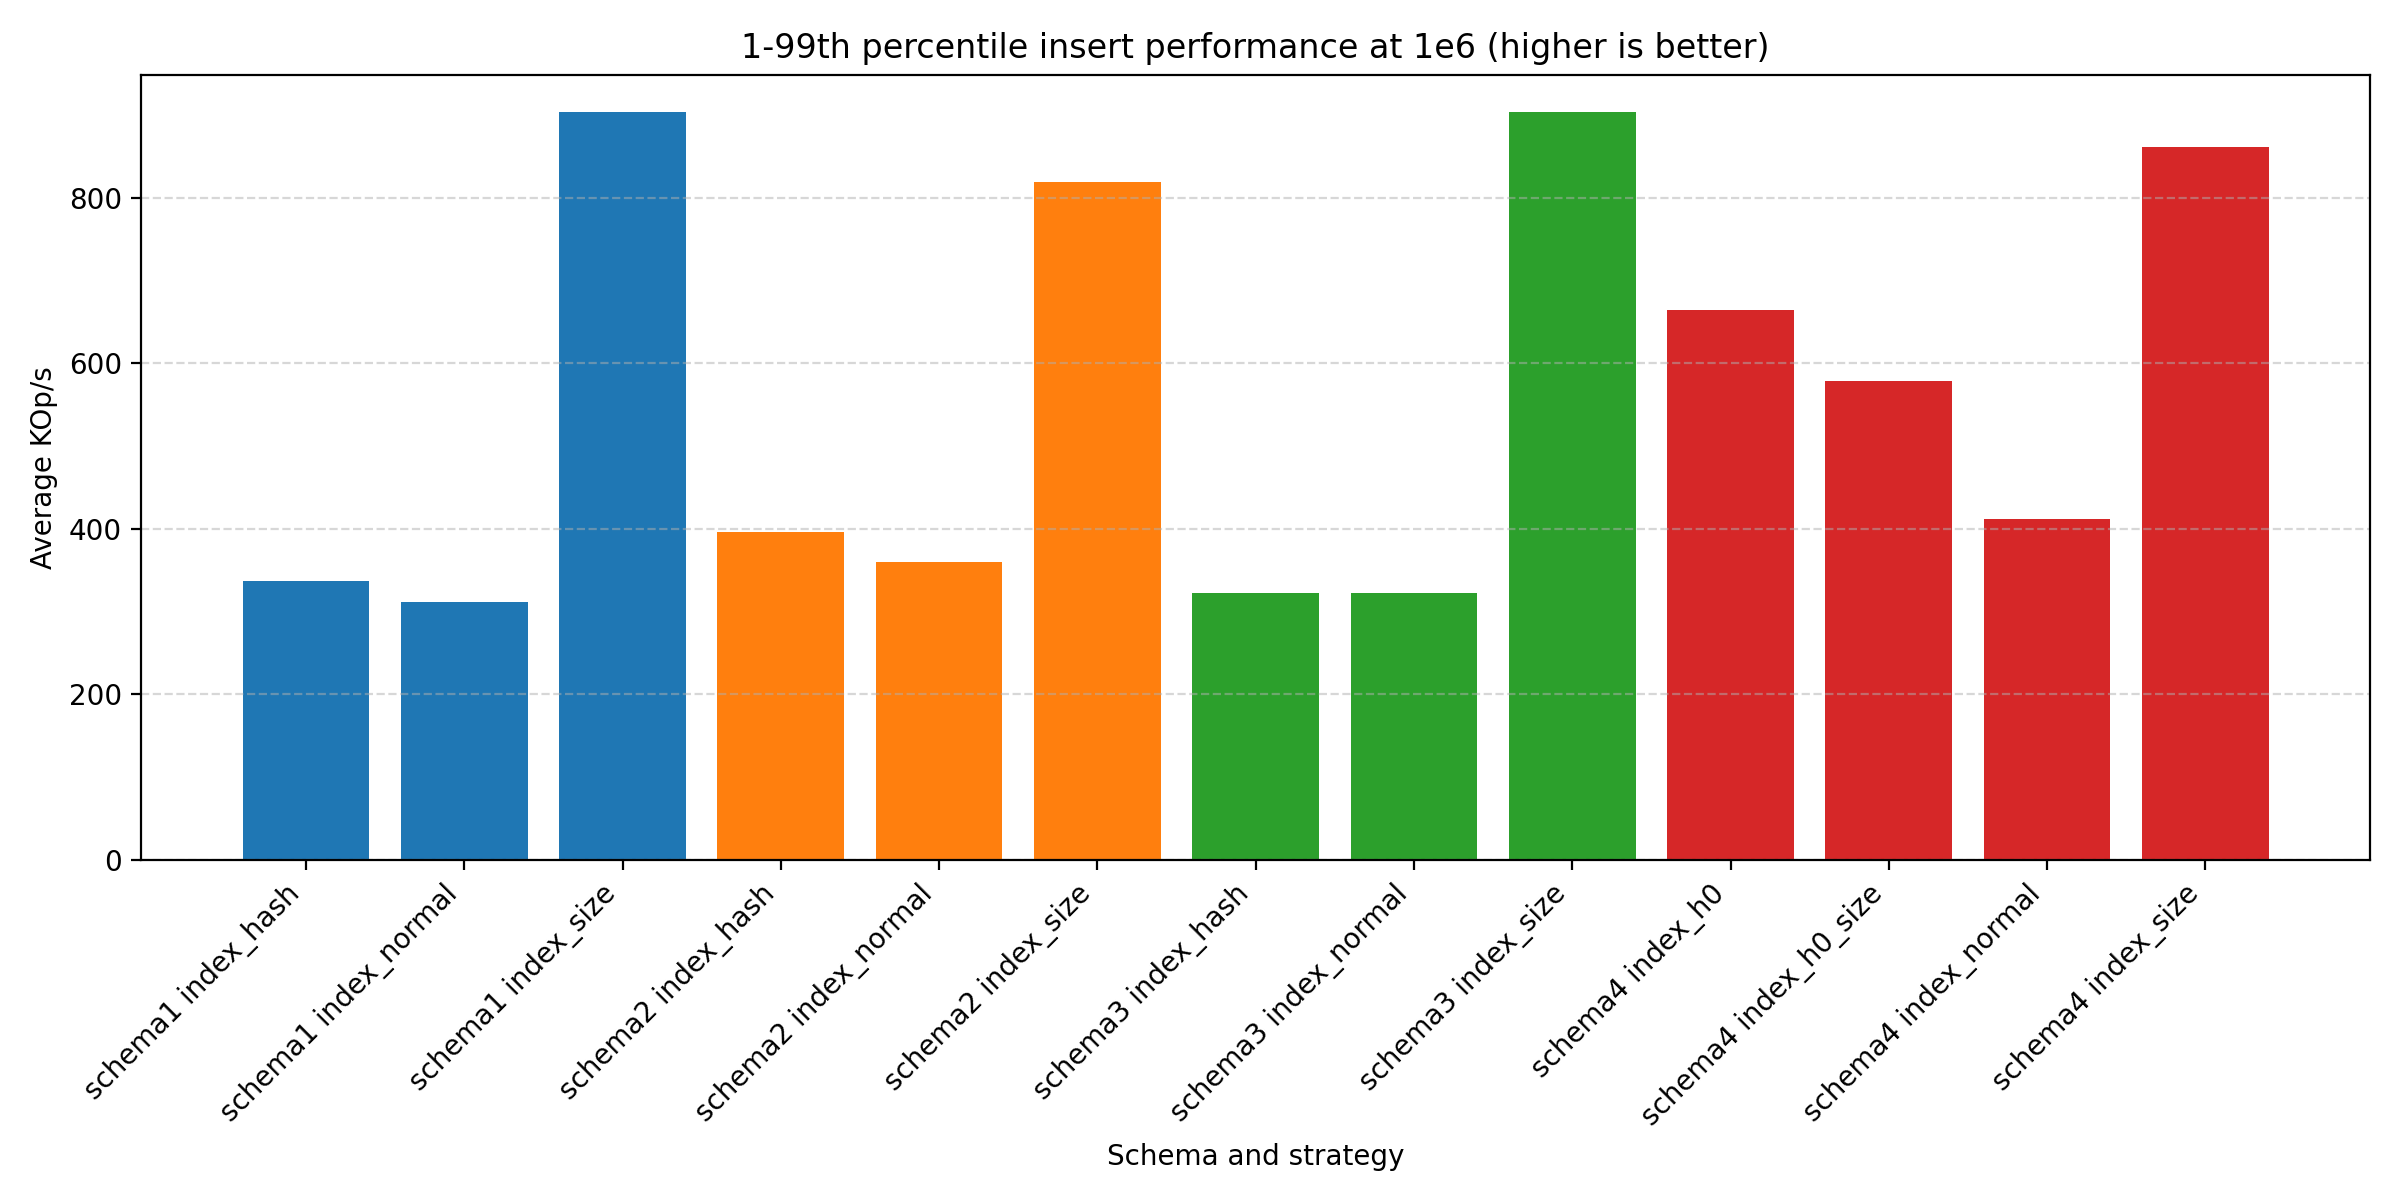 1-99th percentile insert performance at 1e6 (higher is better)
Average KOp/s
800
600
400
200
0
schema1 index_hash
schema1 index_normal
schema1 index_size
schema2 index_hash
schema2 index_normal
schema2 index_size
schema3 index_hash
schema3 index_normal
schema3 index_size
schema4 index_h0
schema4 index_h0_size
schema4 index_normal
schema4 index_size
Schema and strategy